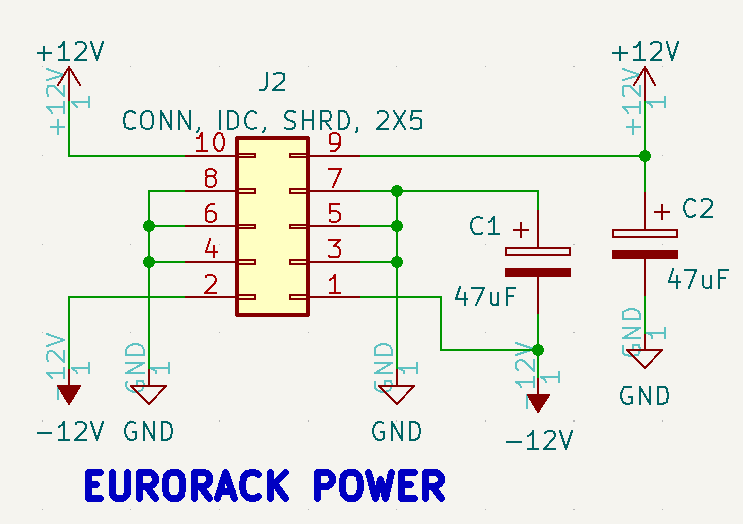 +12V
+12V
+12V
1
+12V
1
J2
CONN, IDC, SHRD, 2X5
10
9
8
7
6
5
4
3
2
1
C1
+
47uF
C2
+
47uF
-12V
1
GND
1
GND
1
-12V
1
GND
1
-12V
GND
GND
-12V
GND
EURORACK POWER